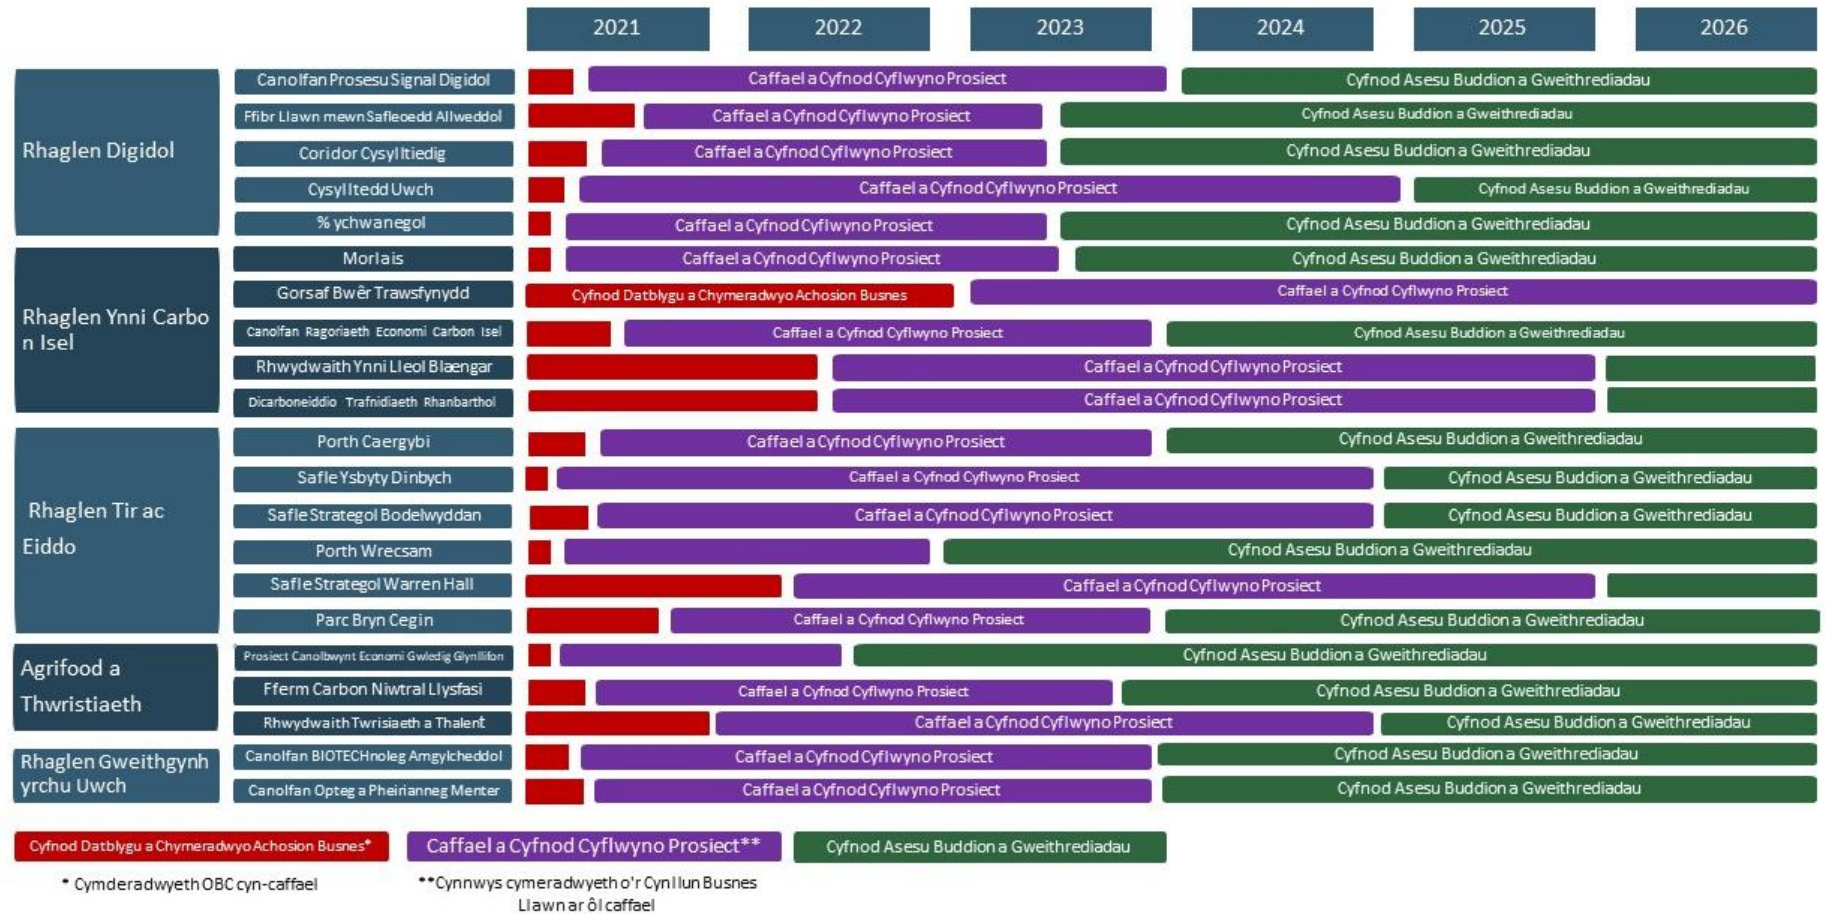 2021 2022 2023 2024 2025 2026
Rhaglen Digidol
Canolfan Prosesu Signal Digidol Caffael a Cyfnod Cyflwyno Prosiect Cyfnod Asesu Buddion a Gweithrediadau
Ffibr Llawn mewn Safleoedd Allweddol Caffael a Cyfnod Cyflwyno Prosiect Cyfnod Asesu Buddion a Gweithrediadau
Coridor Cysylltiedig Caffael a Cyfnod Cyflwyno Prosiect Cyfnod Asesu Buddion a Gweithrediadau
Cysylltedd Uwch Caffael a Cyfnod Cyflwyno Prosiect Cyfnod Asesu Buddion a Gweithrediadau
% ychwanegol Caffael a Cyfnod Cyflwyno Prosiect Cyfnod Asesu Buddion a Gweithrediadau
Rhaglen Ynni Carbo
n Isel
Morlais Caffael a Cyfnod Cyflwyno Prosiect Cyfnod Asesu Buddion a Gweithrediadau
Gorsaf Bwêr Trawsfynydd Cyfnod Datblygu a Chymeradwyo Achosion Busnes Caffael a Cyfnod Cyflwyno Prosiect
Canolfan Ragoriaeth Economi Carbon Isel Caffael a Cyfnod Cyflwyno Prosiect Cyfnod Asesu Buddion a Gweithrediadau
Rhwydwaith Ynni Lleol Blaengar Caffael a Cyfnod Cyflwyno Prosiect
Dicarboneiddio Trafnidiaeth Rhanbarthol Caffael a Cyfnod Cyflwyno Prosiect
Rhaglen Tir ac
Eiddo
Porth Caergybi Caffael a Cyfnod Cyflwyno Prosiect Cyfnod Asesu Buddion a Gweithrediadau
Safle Ysbyty Dinbych Caffael a Cyfnod Cyflwyno Prosiect Cyfnod Asesu Buddion a Gweithrediadau
Safle Strategol Bodelwyddan Caffael a Cyfnod Cyflwyno Prosiect Cyfnod Asesu Buddion a Gweithrediadau
Porth Wrecsam Cyfnod Asesu Buddion a Gweithrediadau
Safle Strategol Warren Hall Caffael a Cyfnod Cyflwyno Prosiect
Parc Bryn Cegin Caffael a Cyfnod Cyflwyno Prosiect Cyfnod Asesu Buddion a Gweithrediadau
Agrifood a
Thwristiaeth
Prosiect Canolbwynt Economi Gwledig Glynllifon Cyfnod Asesu Buddion a Gweithrediadau
Fferm Carbon Niwtral Llysfasi Caffael a Cyfnod Cyflwyno Prosiect Cyfnod Asesu Buddion a Gweithrediadau
Rhwydwaith Twrisiaeth a Thalent Caffael a Cyfnod Cyflwyno Prosiect Cyfnod Asesu Buddion a Gweithrediadau
Rhaglen Gweithgynh
yrchu Uwch
Canolfan BIOTECHnoleg Amgylcheddol Caffael a Cyfnod Cyflwyno Prosiect Cyfnod Asesu Buddion a Gweithrediadau
Canolfan Opteg a Pheirianneg Menter Caffael a Cyfnod Cyflwyno Prosiect Cyfnod Asesu Buddion a Gweithrediadau
Cyfnod Datblygu a Chymeradwyo Achosion Busnes* Caffael a Cyfnod Cyflwyno Prosiect** Cyfnod Asesu Buddion a Gweithrediadau
* Cymderadwyeth OBC cyn-caffael
**Cynnwys cymeradwyeth o'r Cynllun Busnes
Llawn ar ôl caffael